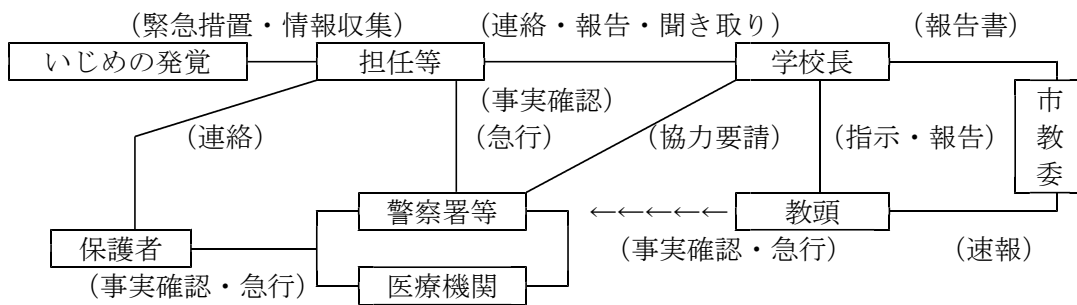 （緊急措置・情報収集） （連絡・報告・聞き取り） （報告書）
いじめの発覚 担任等 学校長
市教委
（事実確認）
（連絡） （急行） （協力要請） （指示・報告）
警察署等 ←←←←← 教頭
保護者 （事実確認・急行） （速報）
（事実確認・急行） 医療機関